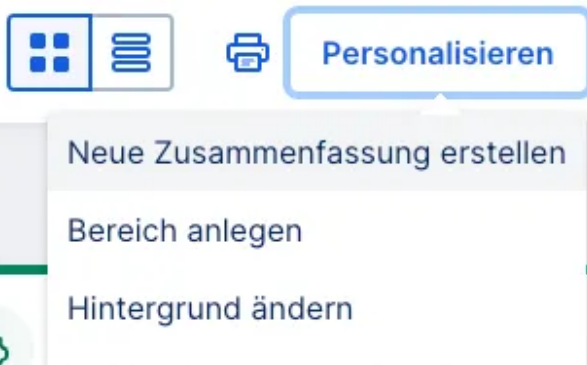 Personalisieren
Neue Zusammenfassung erstellen
Bereich anlegen
Hintergrund ändern